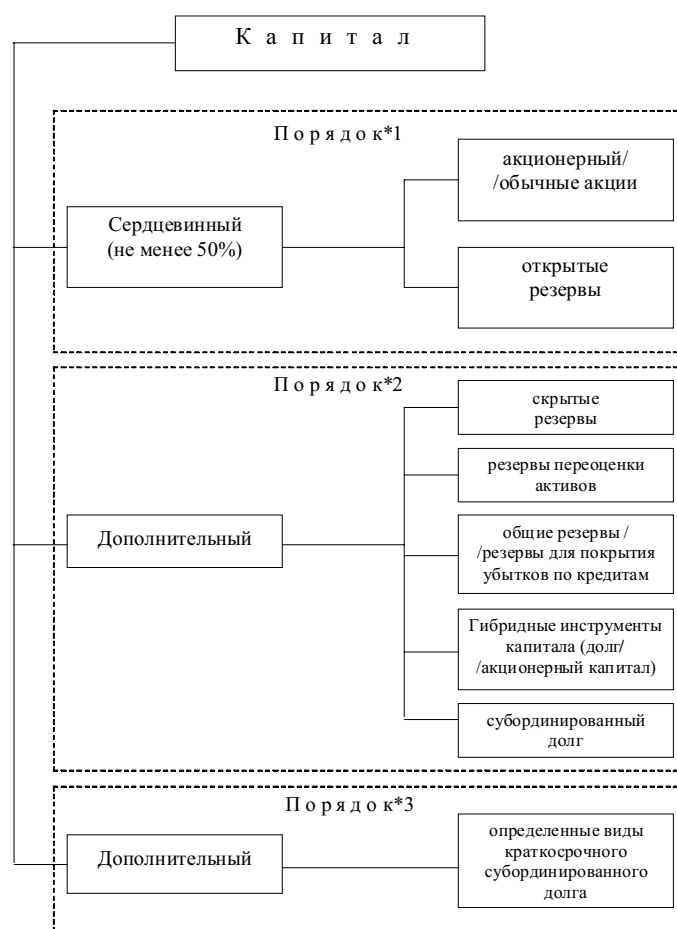 К а п и т а л
П о р я д о к*1
акционерный/
/обычные акции
Сердцевинный
(не менее 50%)
открытые
резервы
П о р я д о к*2
скрытые
резервы
резервы переоценки
активов
Дополнительный
общие резервы /
/резервы для покрытия
убытков по кредитам
Гибридные инструменты
капитала (долг/
/акционерный капитал)
субординированный
долг
П о р я д о к*3
Дополнительный
определенные виды
краткосрочного
субординированного
долга